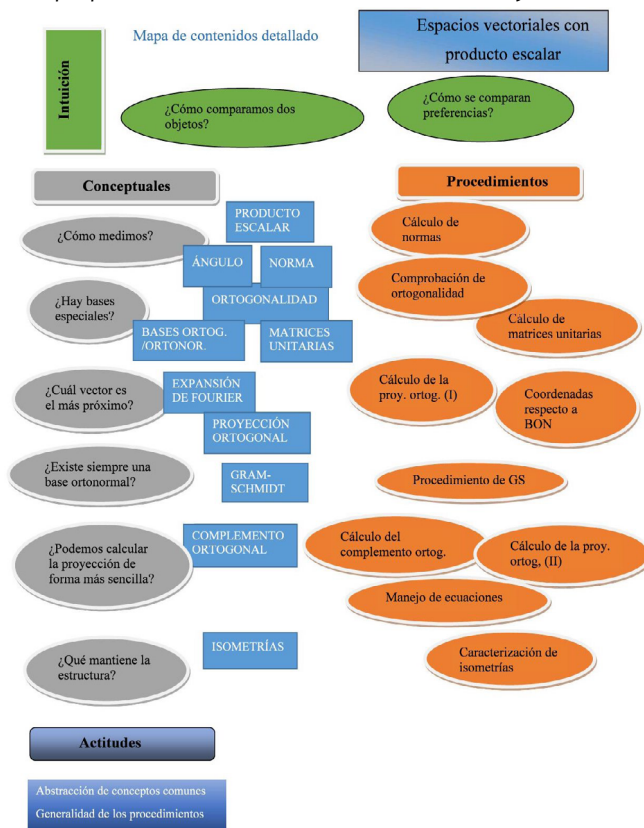 Mapa de contenidos detallado
Espacios vectoriales con
producto escalar
Intuición
¿Cómo comparamos dos
objetos?
¿Cómo se comparan
preferencias?
Conceptuales
Procedimientos
¿Cómo medimos?
PRODUCTO
ESCALAR
Cálculo de
normas
ÁNGULO
NORMA
Comprobación de
ortogonalidad
¿Hay bases
especiales?
ORTOGONALIDAD
BASES ORTOG.
/ORTONOR.
MATRICES
UNITARIAS
Cálculo de
matrices unitarias
¿Cuál vector es
el más próximo?
EXPANSIÓN
DE FOURIER
Cálculo de la
proy. ortog. (I)
Coordenadas
respecto a
BON
PROYECCIÓN
ORTOGONAL
¿Existe siempre una
base ortonormal?
GRAM-
SCHMIDT
Procedimiento de GS
¿Podemos calcular
la proyección de
forma más sencilla?
COMPLEMENTO
ORTOGONAL
Cálculo del
complemento ortog.
Cálculo de la proy.
ortog, (II)
Manejo de ecuaciones
¿Qué mantiene la
estructura?
ISOMETRÍAS
Caracterización de
isometrías
Actitudes
Abstracción de conceptos comunes
Generalidad de los procedimientos